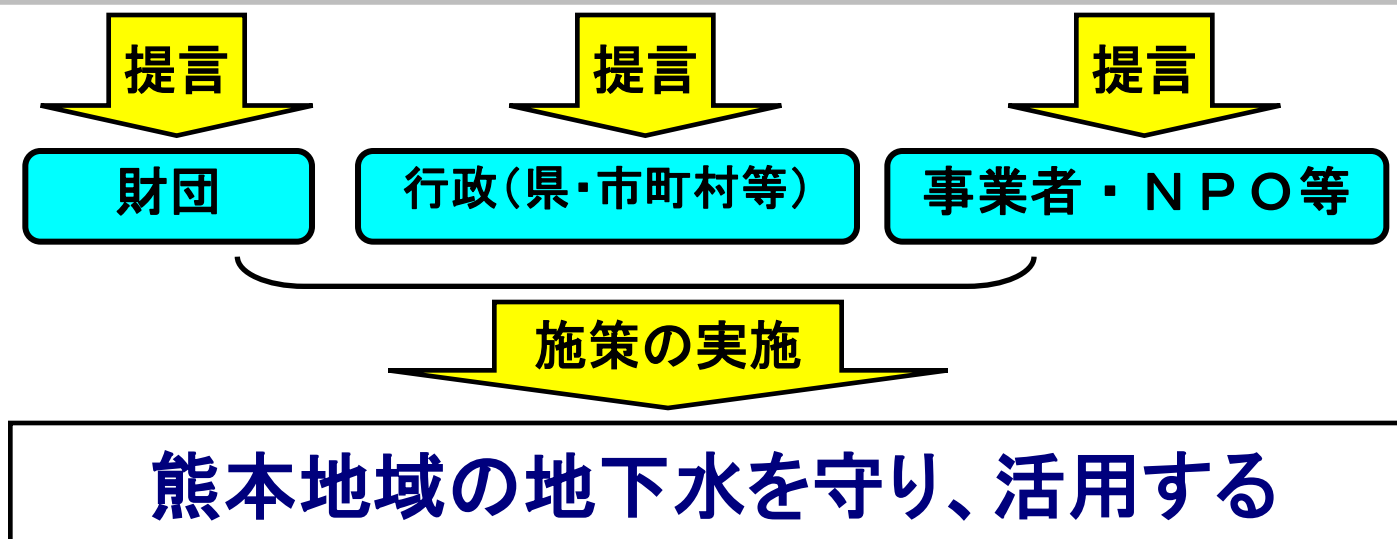 提言 提言 提言
財団 行政(県・市町村等) 事業者・NPO等
施策の実施
熊本地域の地下水を守り、活用する